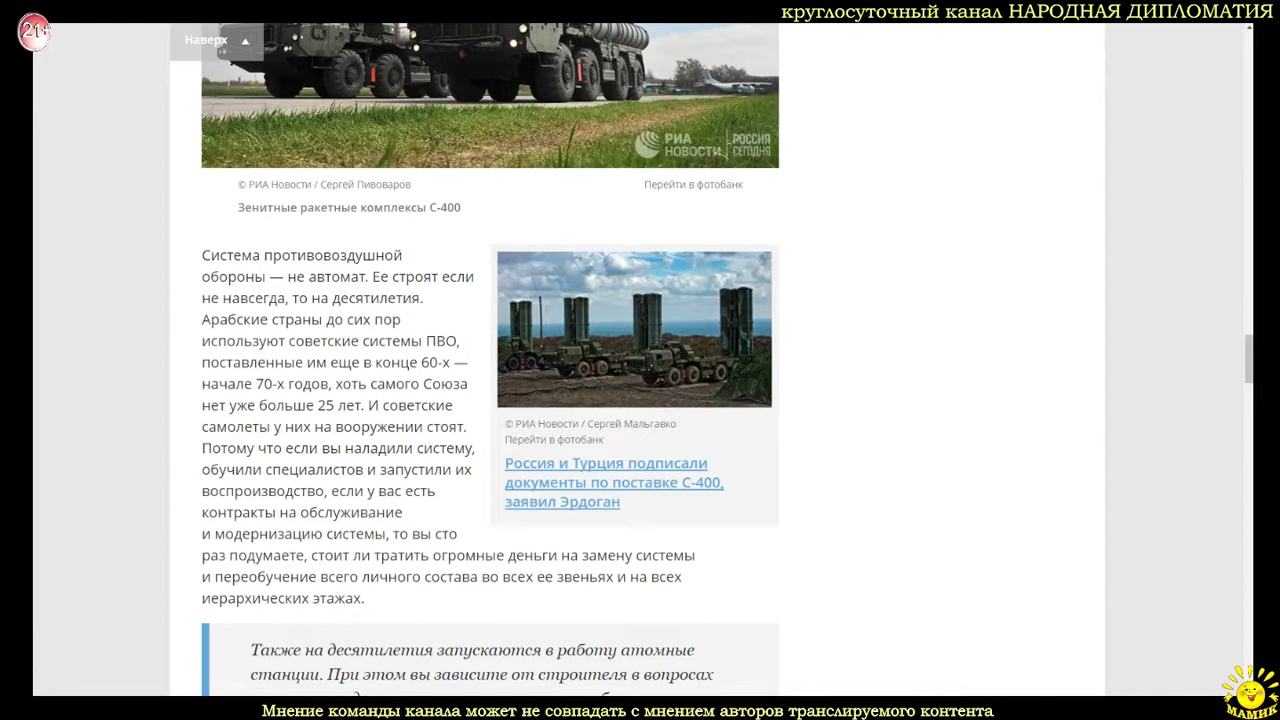 круглосуточный канал НАРОДНАЯ ДИПЛОМАТИЯ
21+
Наверх
РИА НОВОСТИ
РОССИЯ СЕГОДНЯ
© РИА Новости / Сергей Пивоваров
Перейти в фотобанк
Зенитные ракетные комплексы С-400
Система противовоздушной
обороны — не автомат. Ее строят если
не навсегда, то на десятилетия.
Арабские страны до сих пор
используют советские системы ПВО,
поставленные им еще в конце 60-х —
начале 70-х годов, хоть самого Союза
нет уже больше 25 лет. И советские
самолеты у них на вооружении стоят.
Потому что если вы наладили систему,
обучили специалистов и запустили их
воспроизводство, если у вас есть
контракты на обслуживание
и модернизацию системы, то вы сто
раз подумаете, стоит ли тратить огромные деньги на замену системы
и переобучение всего личного состава во всех ее звеньях и на всех
иерархических этажах.
© РИА Новости / Сергей Мальгавко
Перейти в фотобанк
Россия и Турция подписали
документы по поставке С-400,
заявил Эрдоган
Также на десятилетия запускаются в работу атомные
станции. При этом вы зависите от строителя в вопросах
МАМИК
Мнение команды канала может не совпадать с мнением авторов транслируемого контента